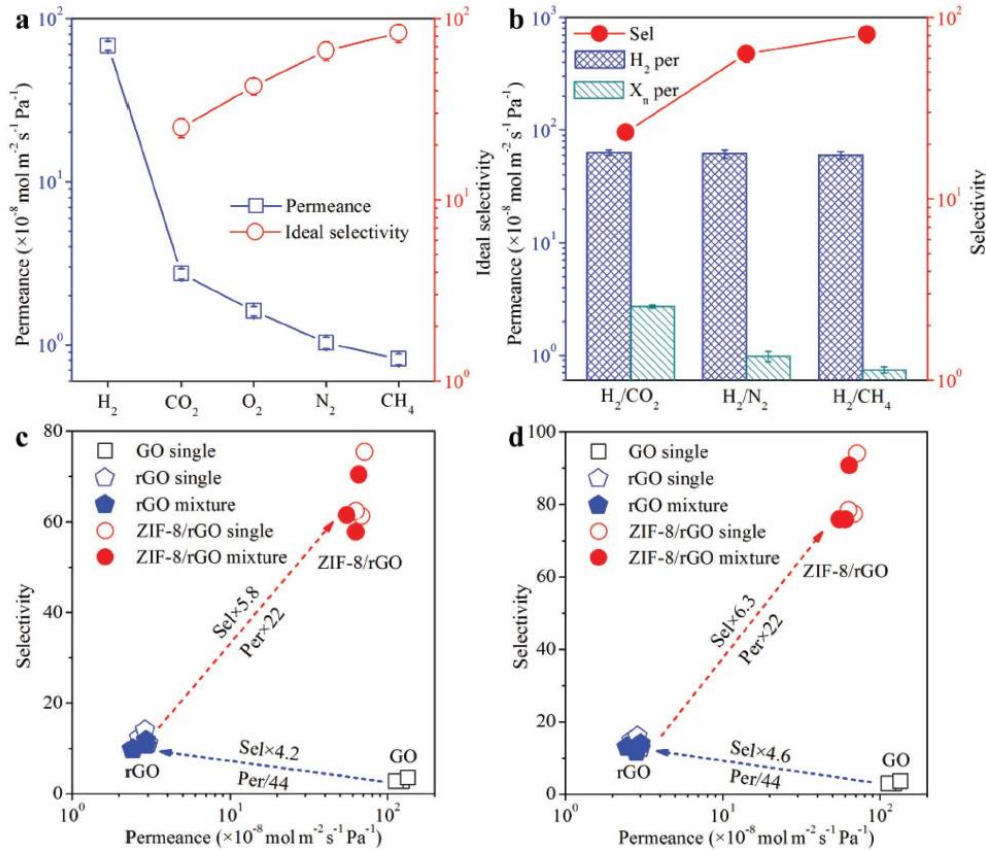 a
10²
10¹
10⁰
Permeance (×10⁻⁸ mol m⁻² s⁻¹ Pa⁻¹)
Permeance
Ideal selectivity
H₂
CO₂
O₂
N₂
CH₄
10²
10¹
10⁰
Ideal selectivity
b
10³
10²
10¹
10⁰
Permeance (×10⁻⁸ mol m⁻² s⁻¹ Pa⁻¹)
Sel
H₂ per
Xₙ per
H₂/CO₂
H₂/N₂
H₂/CH₄
10²
10¹
10⁰
Selectivity
c
80
60
40
20
0
Selectivity
GO single
rGO single
rGO mixture
ZIF-8/rGO single
ZIF-8/rGO mixture
ZIF-8/rGO
Sel×5.8
Per×22
Sel×4.2
Per/44
rGO
GO
10⁰
10¹
10²
Permeance (×10⁻⁸ mol m⁻² s⁻¹ Pa⁻¹)
d
100
80
60
40
20
0
Selectivity
GO single
rGO single
rGO mixture
ZIF-8/rGO single
ZIF-8/rGO mixture
ZIF-8/rGO
Sel×6.3
Per×22
Sel×4.6
Per/44
rGO
GO
10⁰
10¹
10²
Permeance (×10⁻⁸ mol m⁻² s⁻¹ Pa⁻¹)